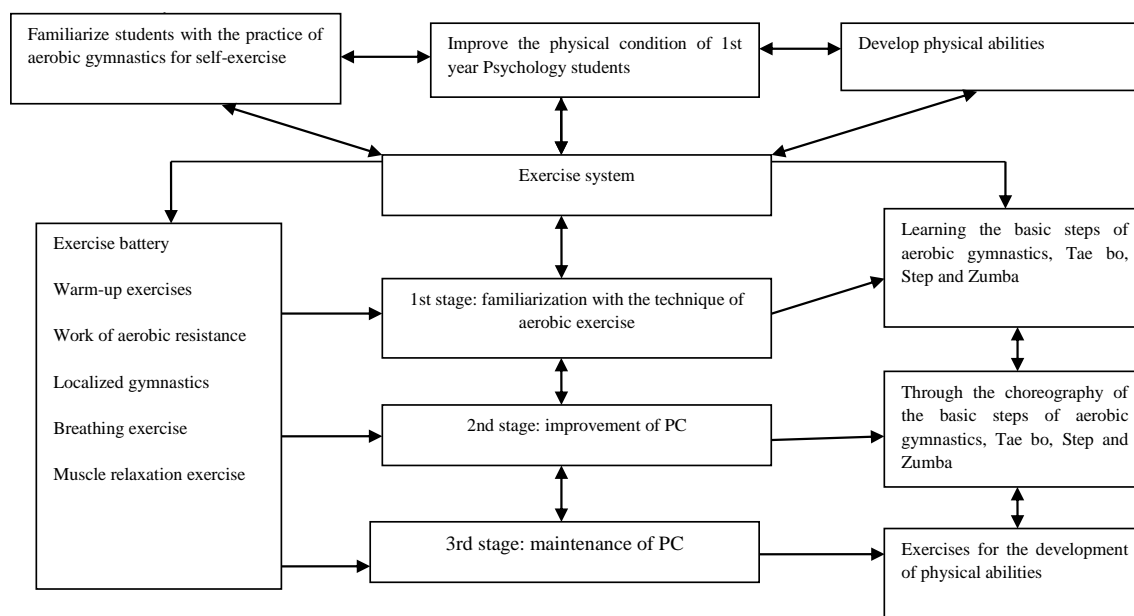 Familiarize students with the practice of
aerobic gymnastics for self-exercise
Improve the physical condition of 1st
year Psychology students
Develop physical abilities
Exercise system
Exercise battery
Warm-up exercises
Work of aerobic resistance
Localized gymnastics
Breathing exercise
Muscle relaxation exercise
1st stage: familiarization with the technique of
aerobic exercise
2nd stage: improvement of PC
3rd stage: maintenance of PC
Learning the basic steps of
aerobic gymnastics, Tae bo,
Step and Zumba
Through the choreography of
the basic steps of aerobic
gymnastics, Tae bo, Step and
Zumba
Exercises for the development
of physical abilities